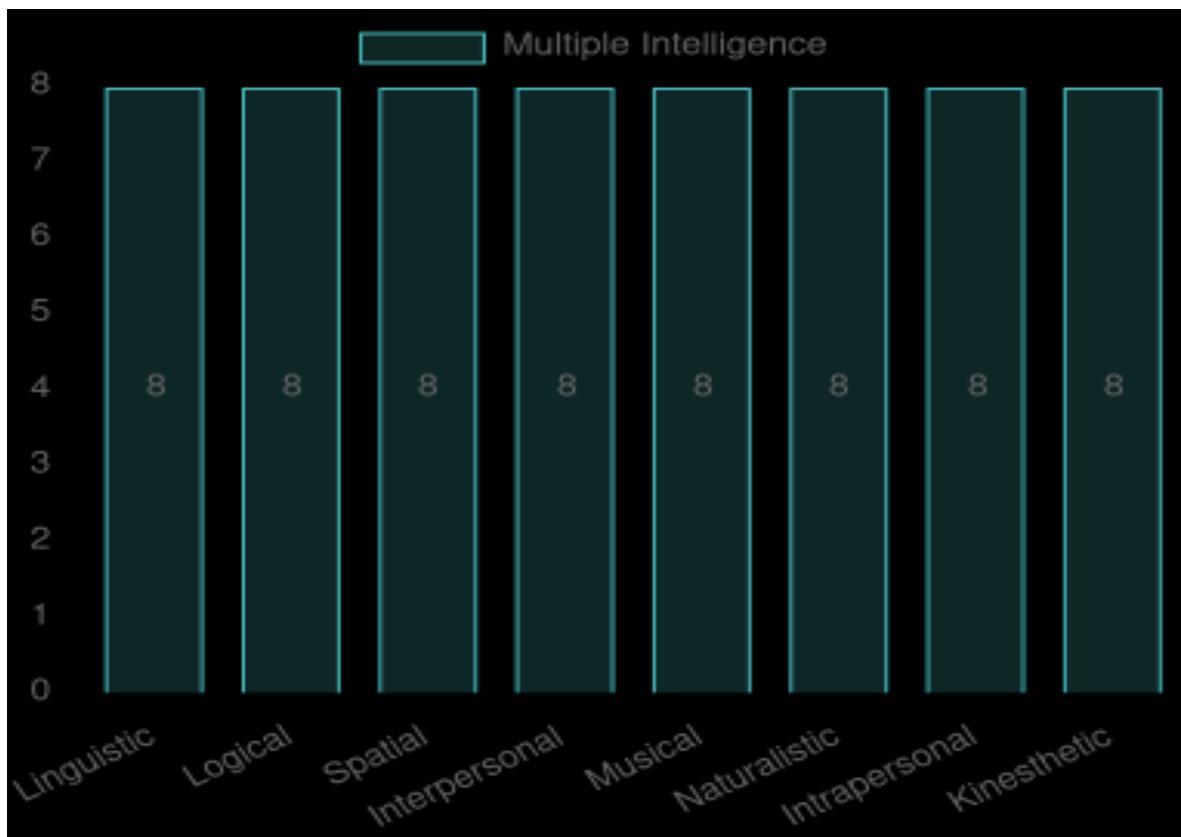 Multiple Intelligence
8
7
6
5
4
3
2
1
0
8 8 8 8 8 8 8 8
Linguistic
Logical
Spatial
Interpersonal
Musical
Naturalistic
Intrapersonal
Kinesthetic